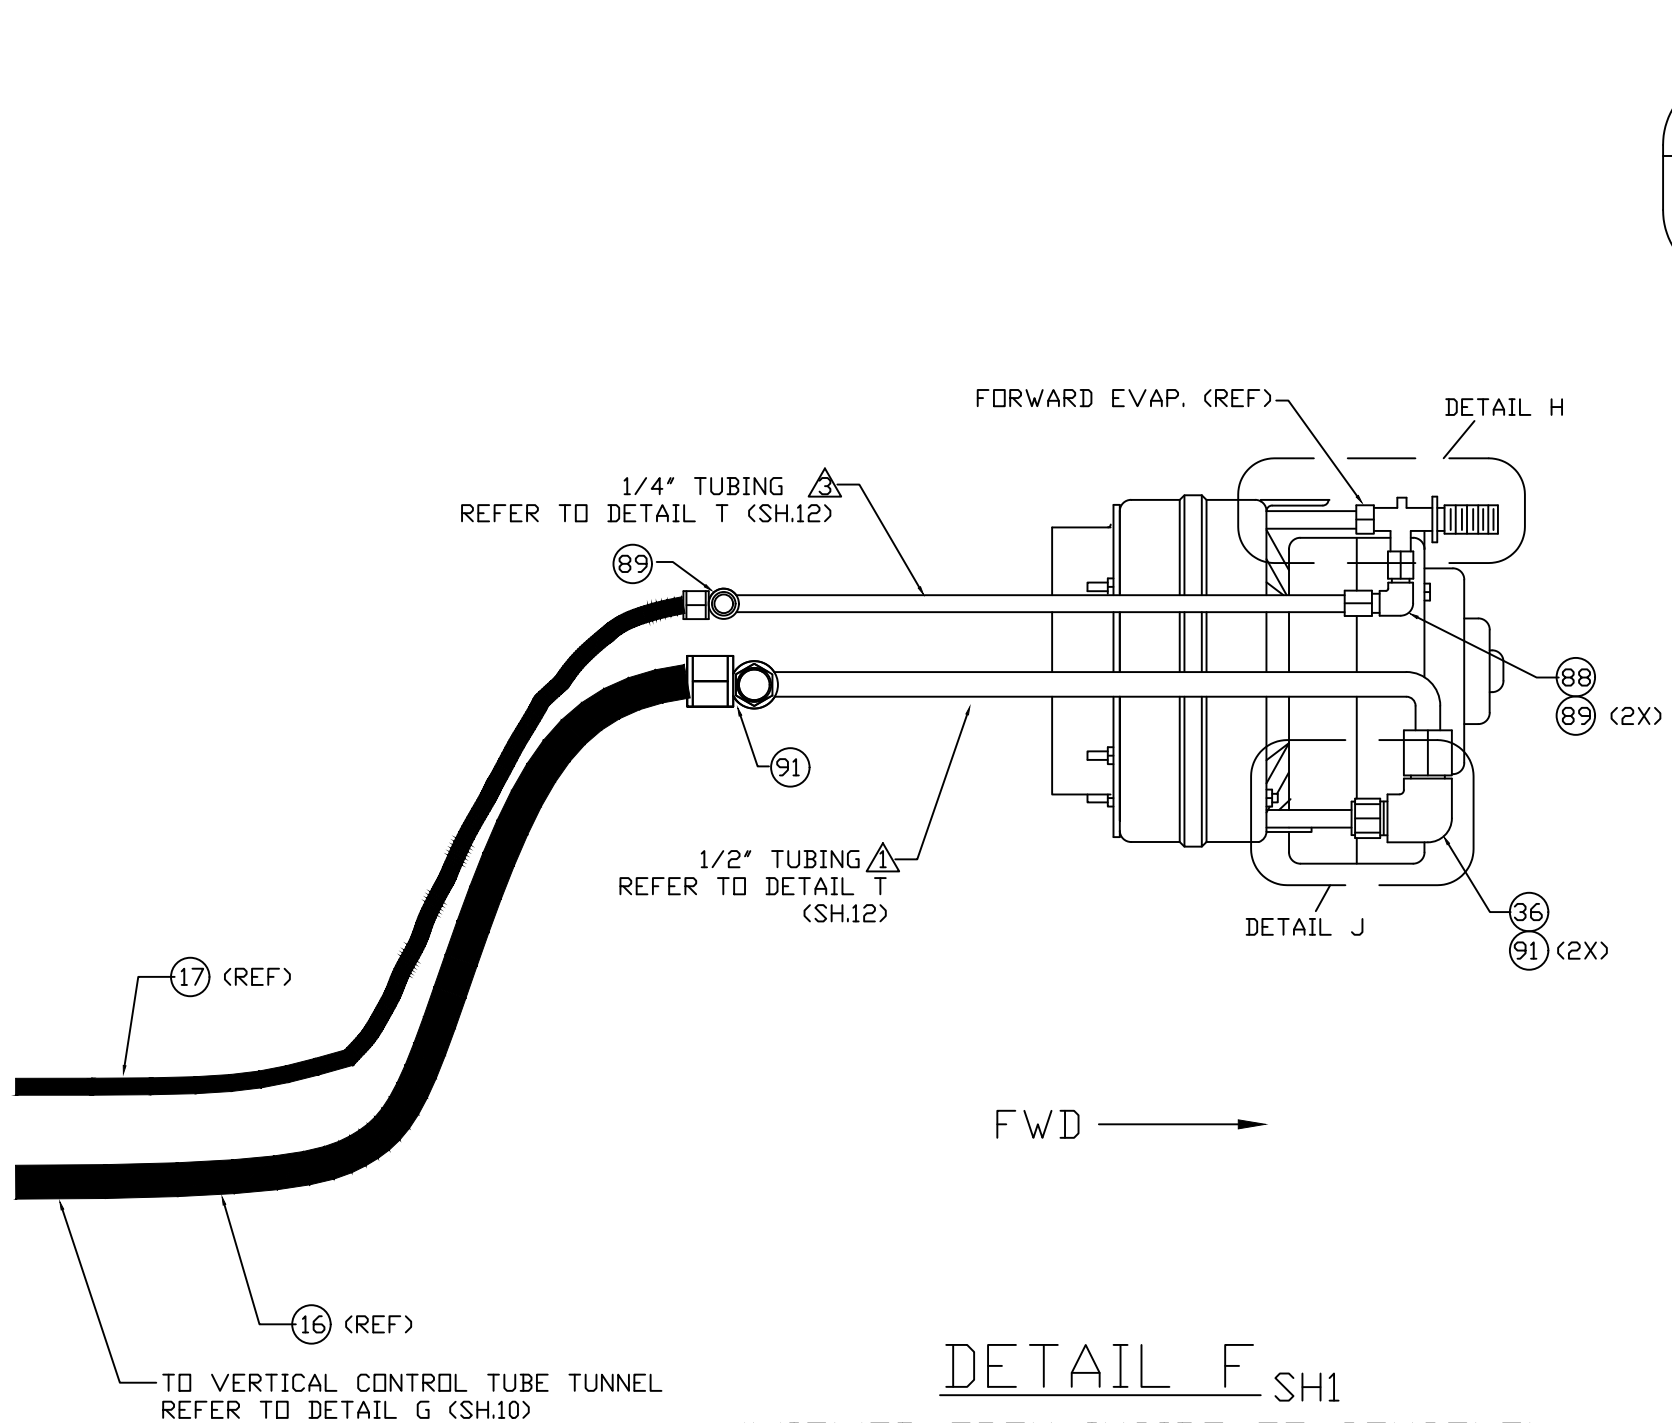 FORWARD EVAP. (REF)
DETAIL H
1/4" TUBING 3
REFER TO DETAIL T (SH.12)
89
88
89 (2X)
91
1/2" TUBING 1
REFER TO DETAIL T
(SH.12)
DETAIL J
36
91 (2X)
17 (REF)
FWD
16 (REF)
TO VERTICAL CONTROL TUBE TUNNEL
REFER TO DETAIL G (SH.10)
DETAIL F SH1